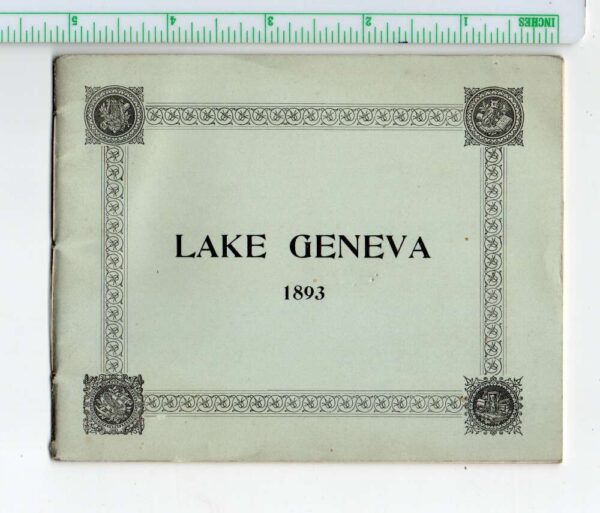 5 4 3 2 1 INCHES
LAKE GENEVA
1893